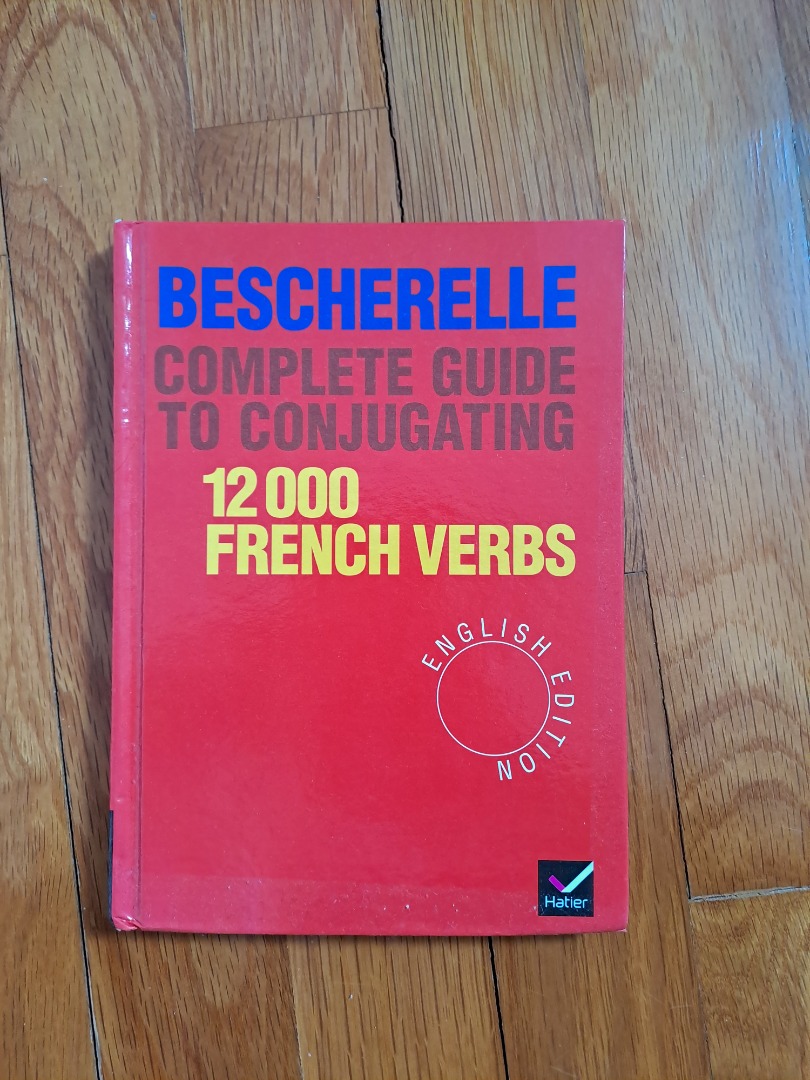 BESCHERELLE
COMPLETE GUIDE
TO CONJUGATING
12 000
FRENCH VERBS
ENGLISH EDITION
Hatier